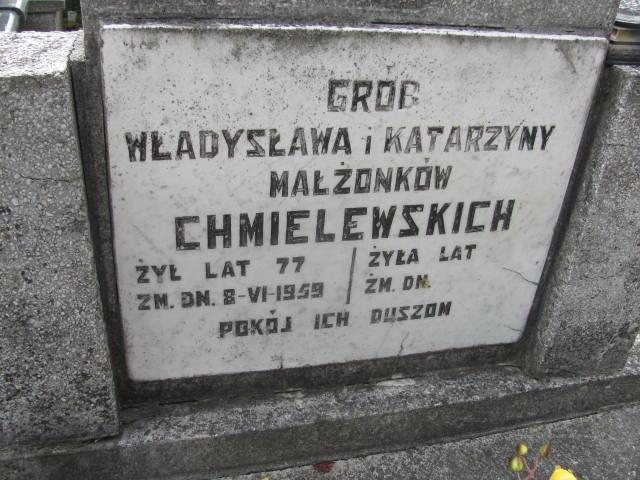 GRÓB
WŁADYSŁAWA i KATARZYNY
MAŁŻONKÓW
CHMIELEWSKICH
ŻYŁ LAT 77
ZM. DN. 8-VI-1959
ŻYŁA LAT
ZM. DN.
POKÓJ ICH DUSZOM